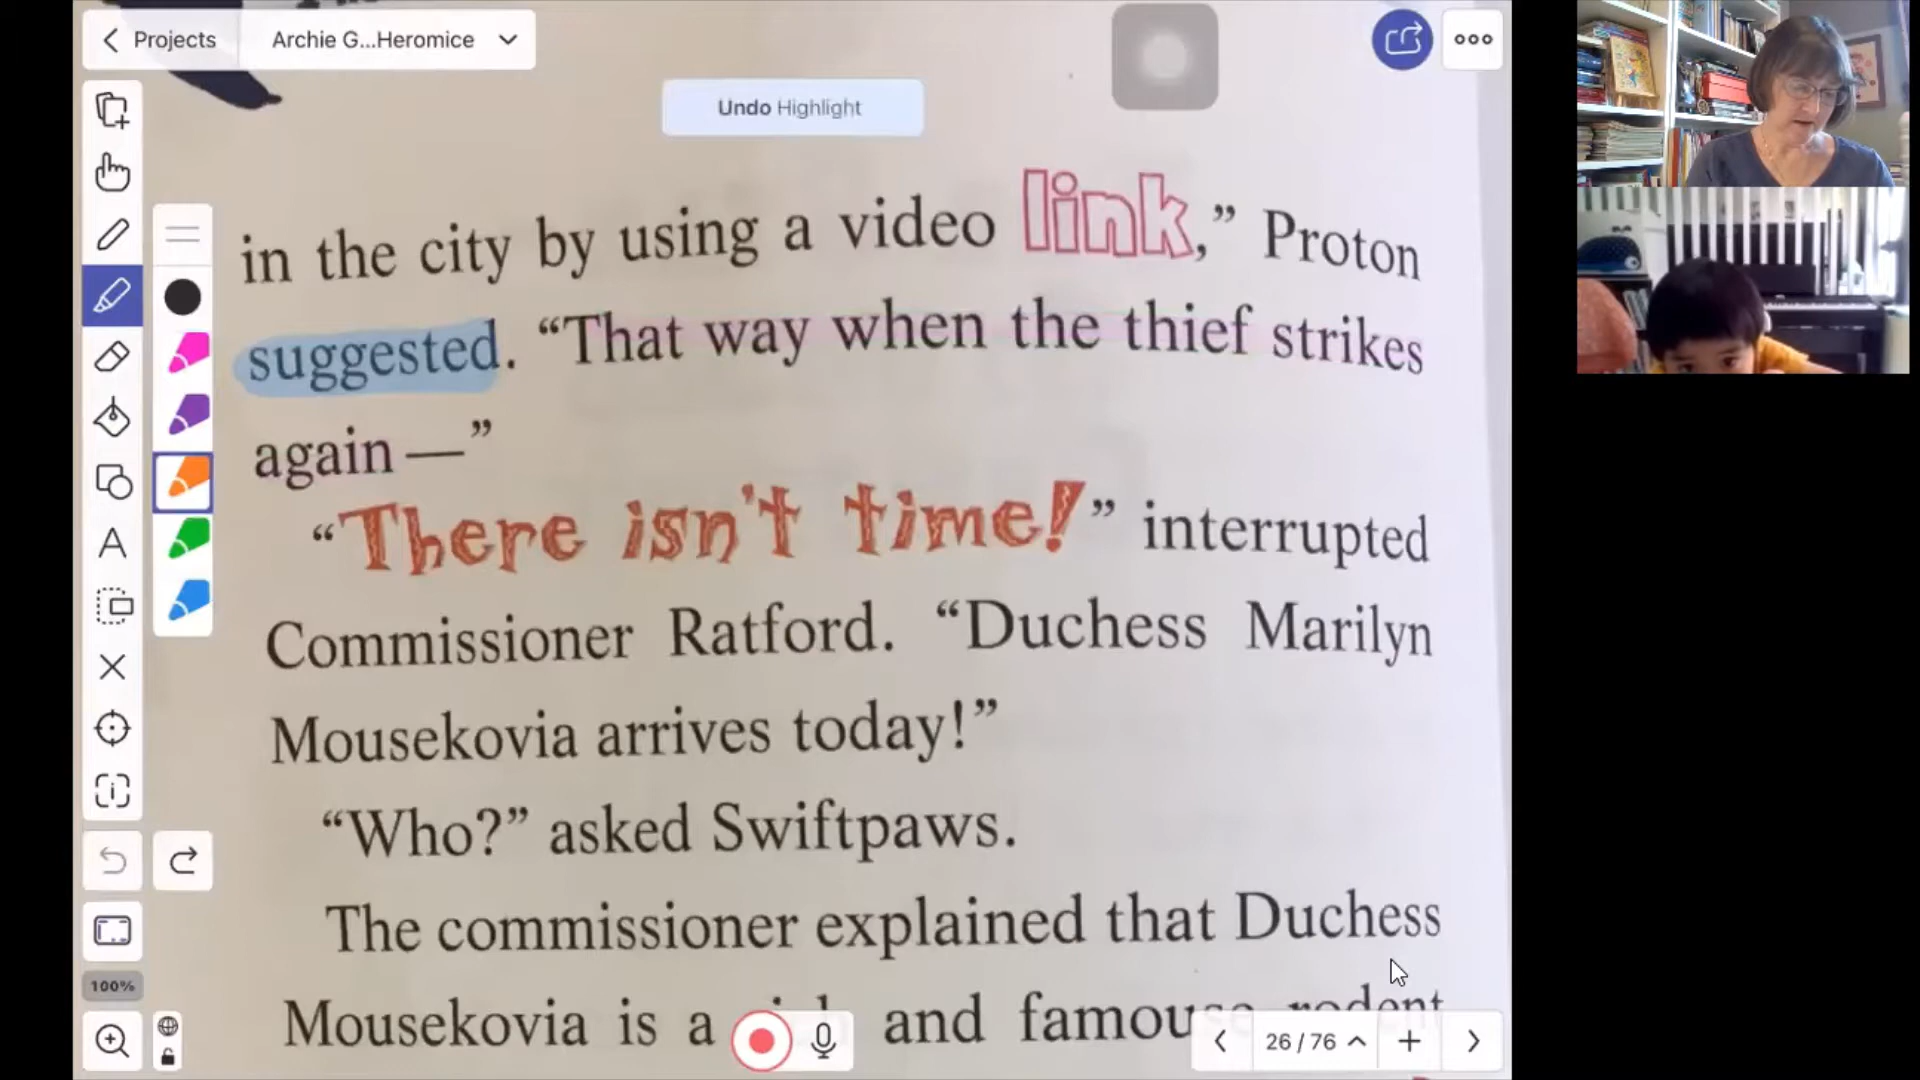 Projects
Archie G...Heromice
Undo Highlight
in the city by using a video link,” Proton
suggested. “That way when the thief strikes
again —”
“There isn't time!” interrupted
Commissioner Ratford. “Duchess Marilyn
Mousekovia arrives today!”
“Who?” asked Swiftpaws.
The commissioner explained that Duchess
Mousekovia is a and famous rodent
100%
26 / 76